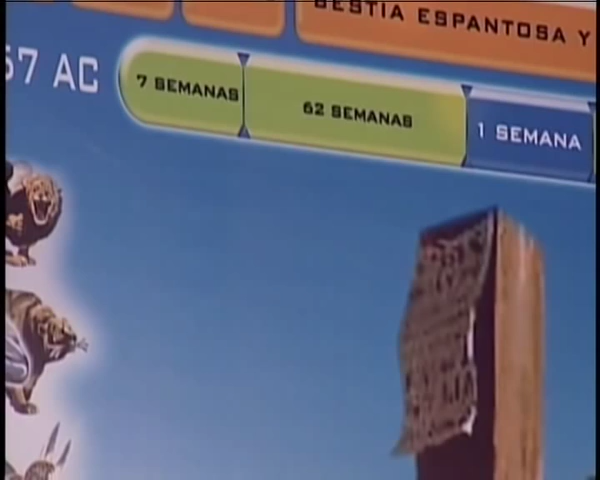 BESTIA ESPANTOSA Y
57 AC
7 SEMANAS
62 SEMANAS
1 SEMANA